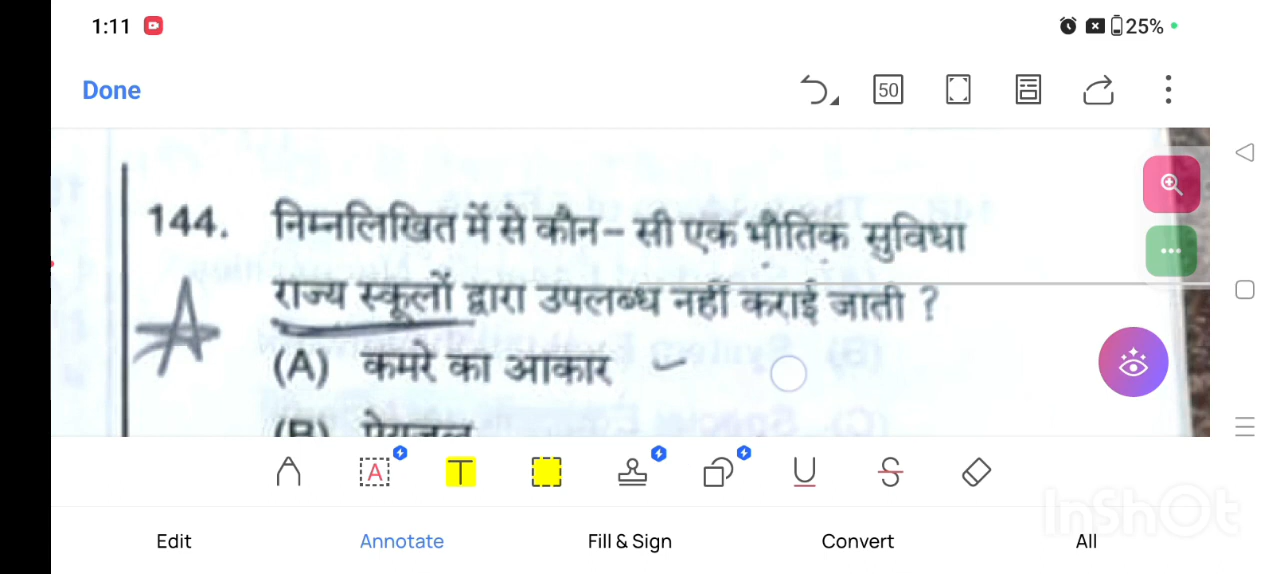 1:11
25%
Done
50
144. निम्नलिखित में से कौन-सी एक भौतिक सुविधा
राज्य स्कूलों द्वारा उपलब्ध नहीं कराई जाती ?
(A) कमरे का आकार
(B) पेयजल
A
T
U
S
Edit
Annotate
Fill & Sign
Convert
All
InShOt